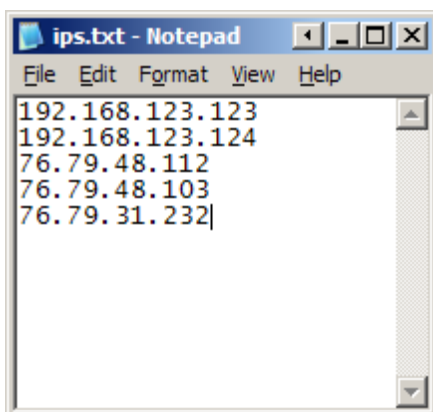 ips.txt - Notepad
File Edit Format View Help
192.168.123.123
192.168.123.124
76.79.48.112
76.79.48.103
76.79.31.232